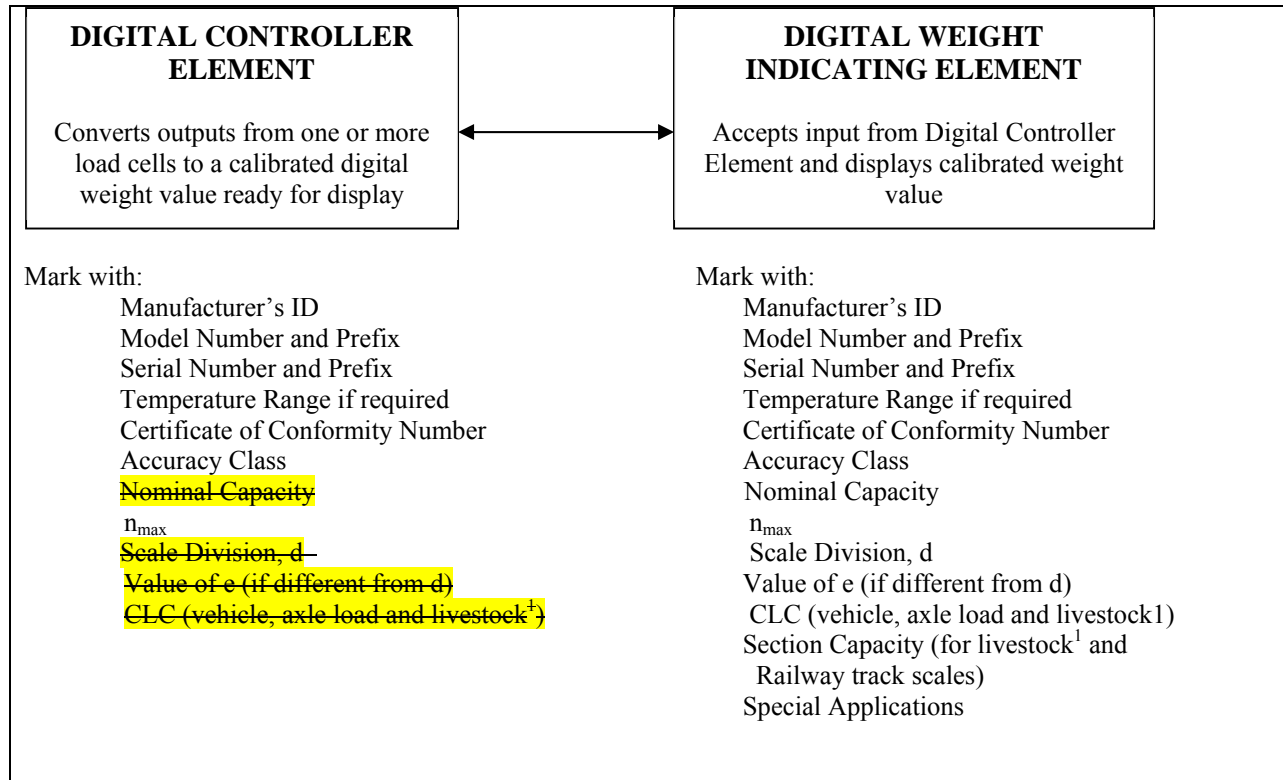 DIGITAL CONTROLLER
ELEMENT
Converts outputs from one or more
load cells to a calibrated digital
weight value ready for display
DIGITAL WEIGHT
INDICATING ELEMENT
Accepts input from Digital Controller
Element and displays calibrated weight
value
Mark with:
Manufacturer’s ID
Model Number and Prefix
Serial Number and Prefix
Temperature Range if required
Certificate of Conformity Number
Accuracy Class
Nominal Capacity
nmax
Scale Division, d
Value of e (if different from d)
CLC (vehicle, axle load and livestock1)
Mark with:
Manufacturer’s ID
Model Number and Prefix
Serial Number and Prefix
Temperature Range if required
Certificate of Conformity Number
Accuracy Class
Nominal Capacity
nmax
Scale Division, d
Value of e (if different from d)
CLC (vehicle, axle load and livestock1)
Section Capacity (for livestock1 and
Railway track scales)
Special Applications